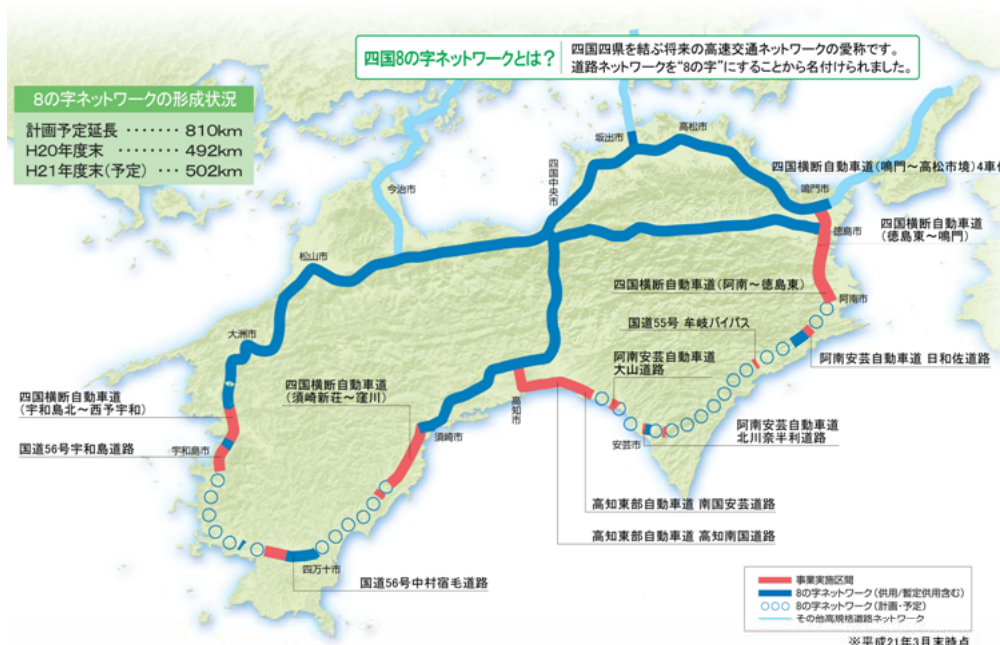 四国8の字ネットワークとは?
四国四県を結ぶ将来の高速交通ネットワークの愛称です。
道路ネットワークを“8の字”にすることから名付けられました。
8の字ネットワークの形成状況
計画予定延長 ······· 810km
H20年度末 ········ 492km
H21年度末(予定) ··· 502km
高松市
坂出市
四国横断自動車道(鳴門~高松市境)4車
四国中央市
今治市
鳴門市
四国横断自動車道
(徳島東~鳴門)
徳島市
松山市
四国横断自動車道(阿南~徳島東)
阿南市
国道55号 牟岐バイパス
大洲市
阿南安芸自動車道
大山道路
阿南安芸自動車道 日和佐道路
四国横断自動車道
(須崎新荘~窪川)
四国横断自動車道
(宇和島北~西予宇和)
高知市
阿南安芸自動車道
北川奈半利道路
須崎市
安芸市
国道56号宇和島道路
宇和島市
高知東部自動車道 南国安芸道路
高知東部自動車道 高知南国道路
四万十市
国道56号中村宿毛道路
事業実施区間
8の字ネットワーク(供用/暫定供用含む)
8の字ネットワーク(計画・予定)
その他高規格道路ネットワーク
※平成21年3月末時点